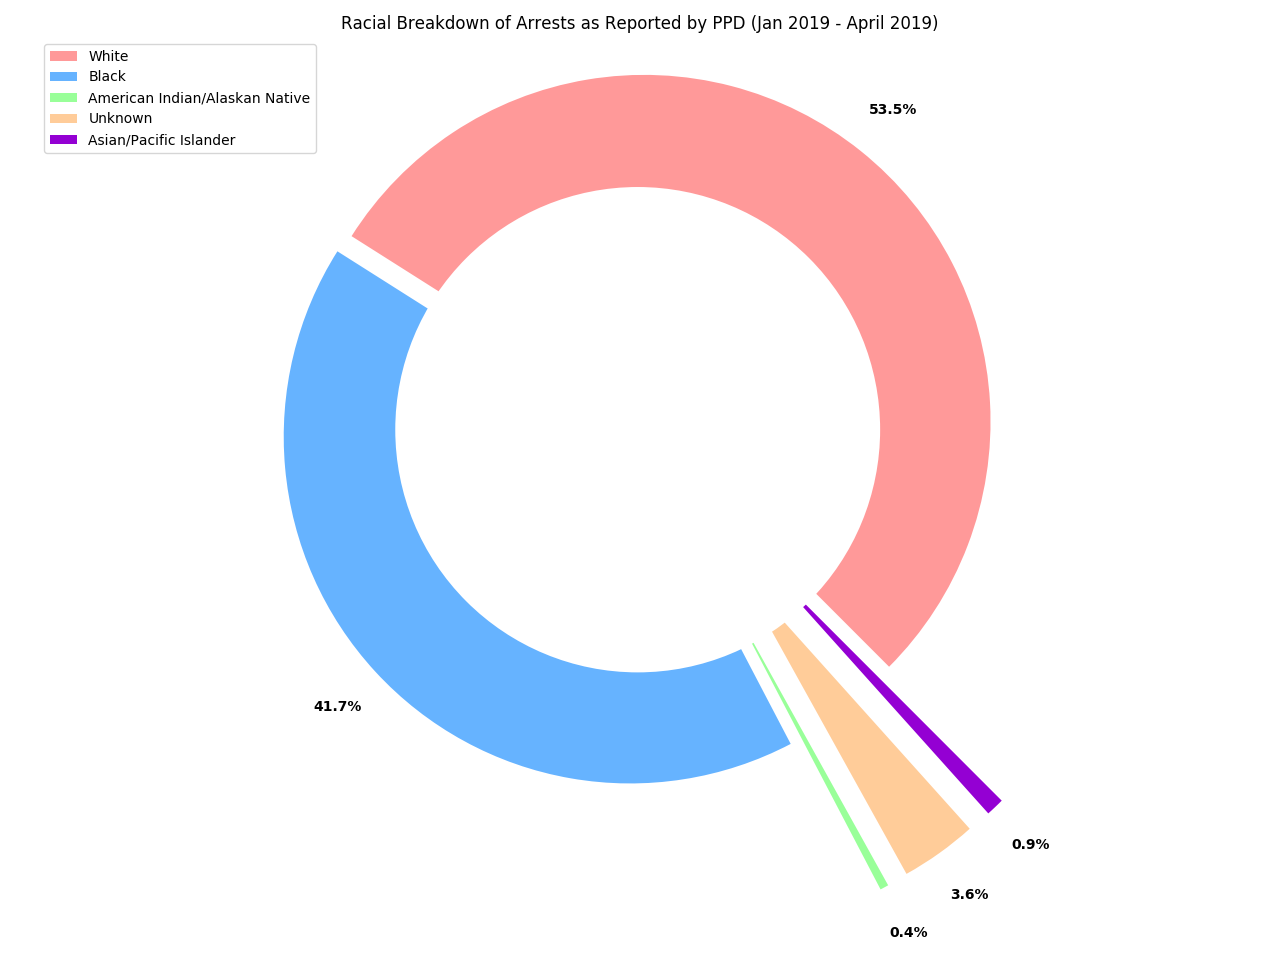 Racial Breakdown of Arrests as Reported by PPD (Jan 2019 - April 2019)
White
Black
American Indian/Alaskan Native
Unknown
Asian/Pacific Islander
53.5%
41.7%
0.9%
3.6%
0.4%